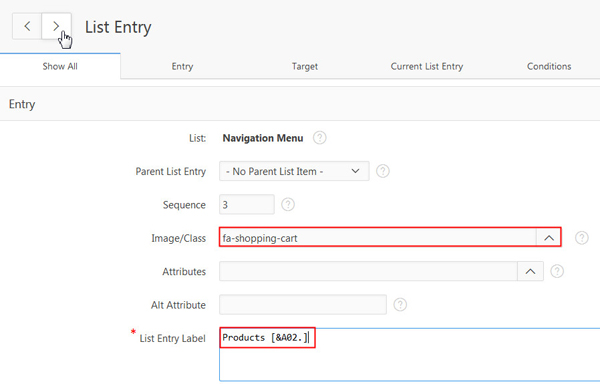 List Entry
Show All Entry Target Current List Entry Conditions
Entry
List: Navigation Menu ?
Parent List Entry - No Parent List Item - ?
Sequence 3 ?
Image/Class fa-shopping-cart ?
Attributes ?
Alt Attribute ?
* List Entry Label Products [&A02.]